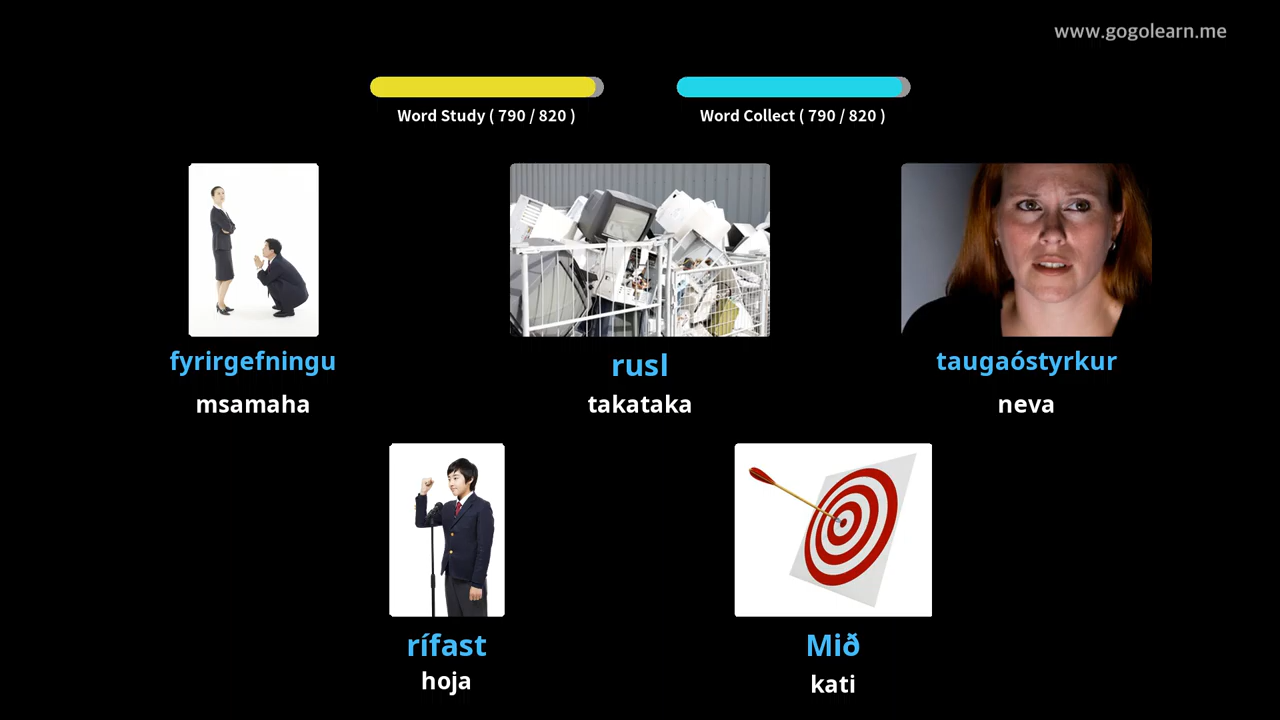 www.gogolearn.me
Word Study ( 790 / 820 )
Word Collect ( 790 / 820 )
fyrirgefningu
msamaha
rusl
takataka
taugaóstyrkur
neva
rífast
hoja
Mið
kati